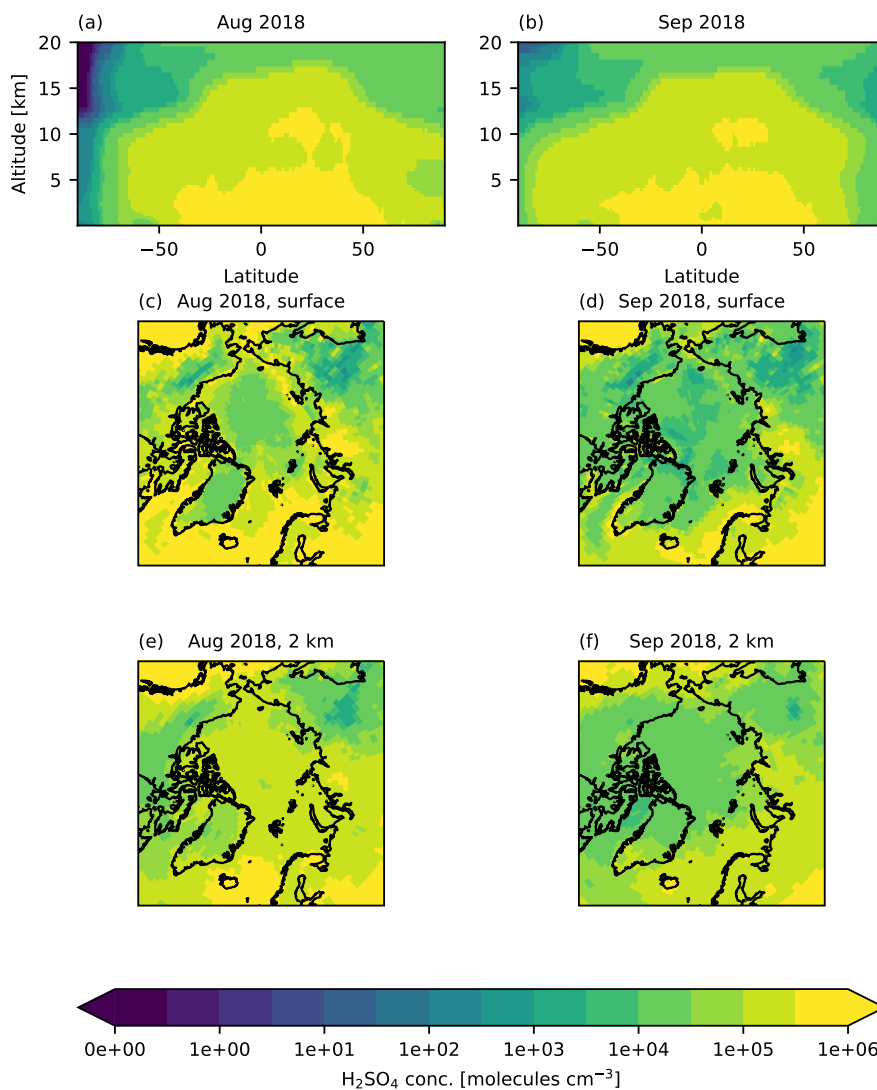 (a) Aug 2018
(b) Sep 2018
20
15
10
5
Altitude [km]
20
15
10
5
−50 0 50
−50 0 50
Latitude
Latitude
(c) Aug 2018, surface
(d) Sep 2018, surface
(e) Aug 2018, 2 km
(f) Sep 2018, 2 km
0e+00 1e+00 1e+01 1e+02 1e+03 1e+04 1e+05 1e+06
H₂SO₄ conc. [molecules cm⁻³]